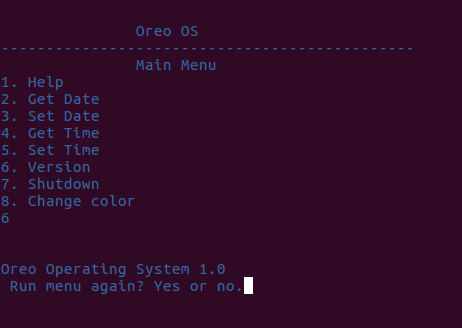 Oreo OS
----------------------------------------------
Main Menu
1. Help
2. Get Date
3. Set Date
4. Get Time
5. Set Time
6. Version
7. Shutdown
8. Change color
6
Oreo Operating System 1.0
Run menu again? Yes or no.